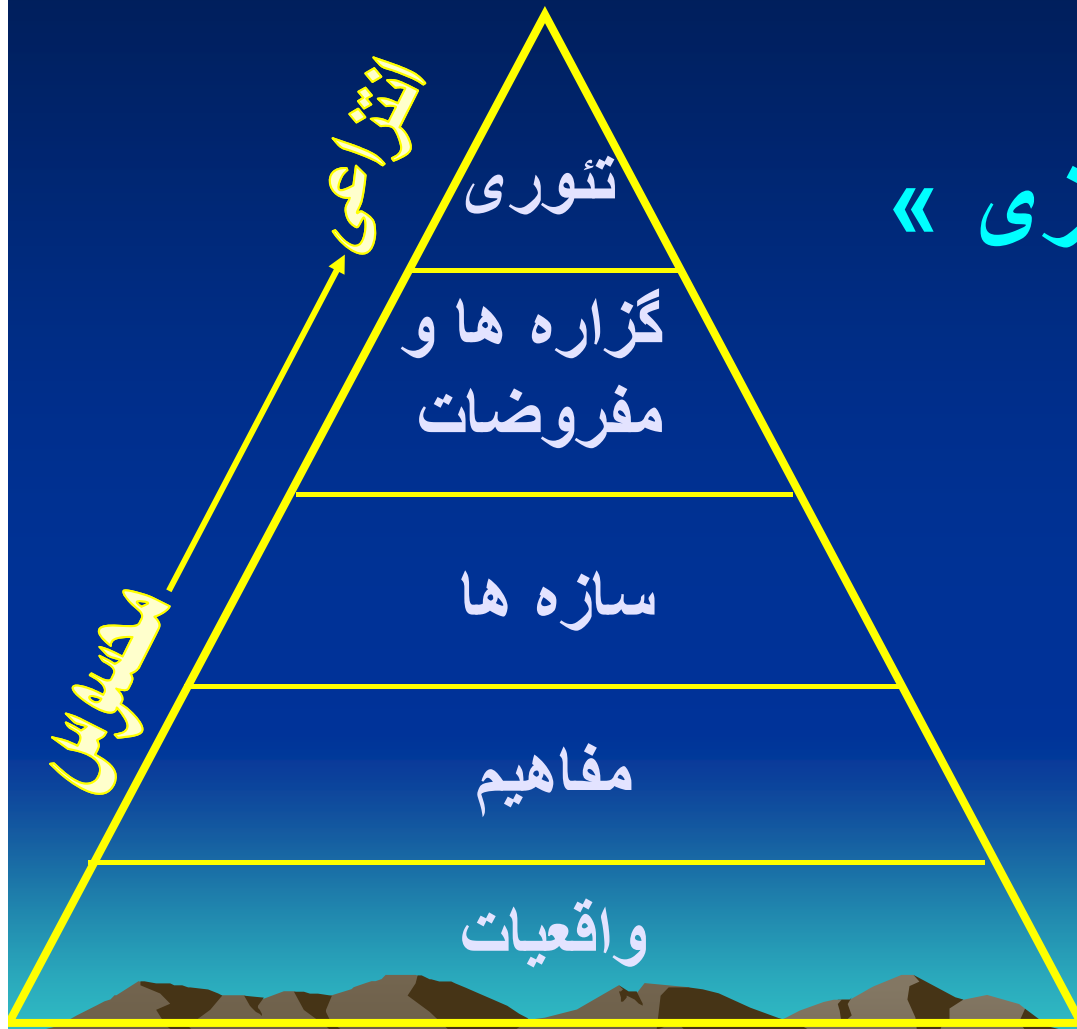 انتزاعی
تئوری
گزاره ها و
مفروضات
سازه ها
محسوس
مفاهیم
واقعیات